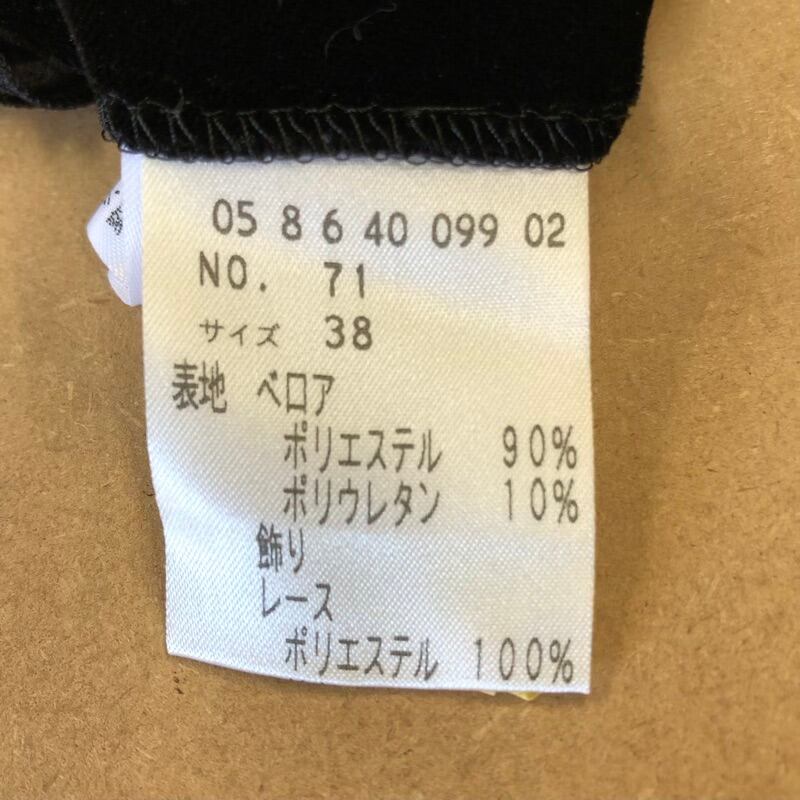 05 8 6 40 099 02
NO. 71
サイズ 38
表地 ベロア
ポリエステル 90%
ポリウレタン 10%
飾り
レース
ポリエステル 100%